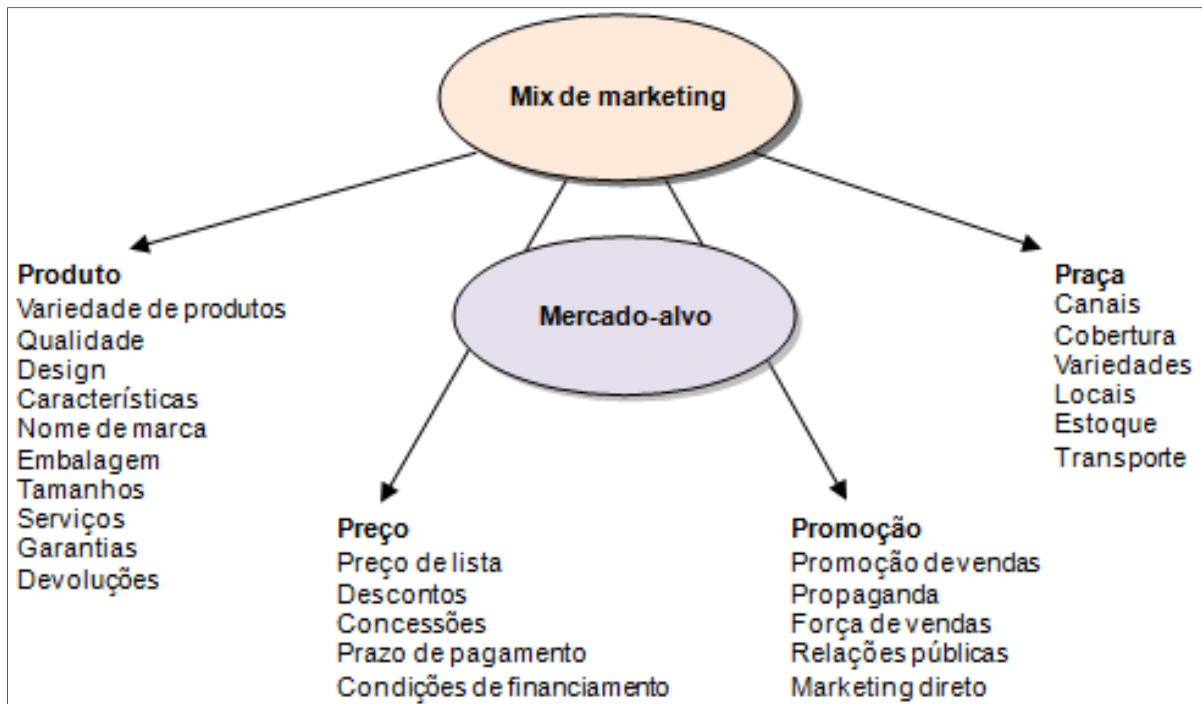 Mix de marketing
Mercado-alvo
Produto
Variedade de produtos
Qualidade
Design
Características
Nome de marca
Embalagem
Tamanhos
Serviços
Garantias
Devoluções
Preço
Preço de lista
Descontos
Concessões
Prazo de pagamento
Condições de financiamento
Promoção
Promoção de vendas
Propaganda
Força de vendas
Relações públicas
Marketing direto
Praça
Canais
Cobertura
Variedades
Locais
Estoque
Transporte